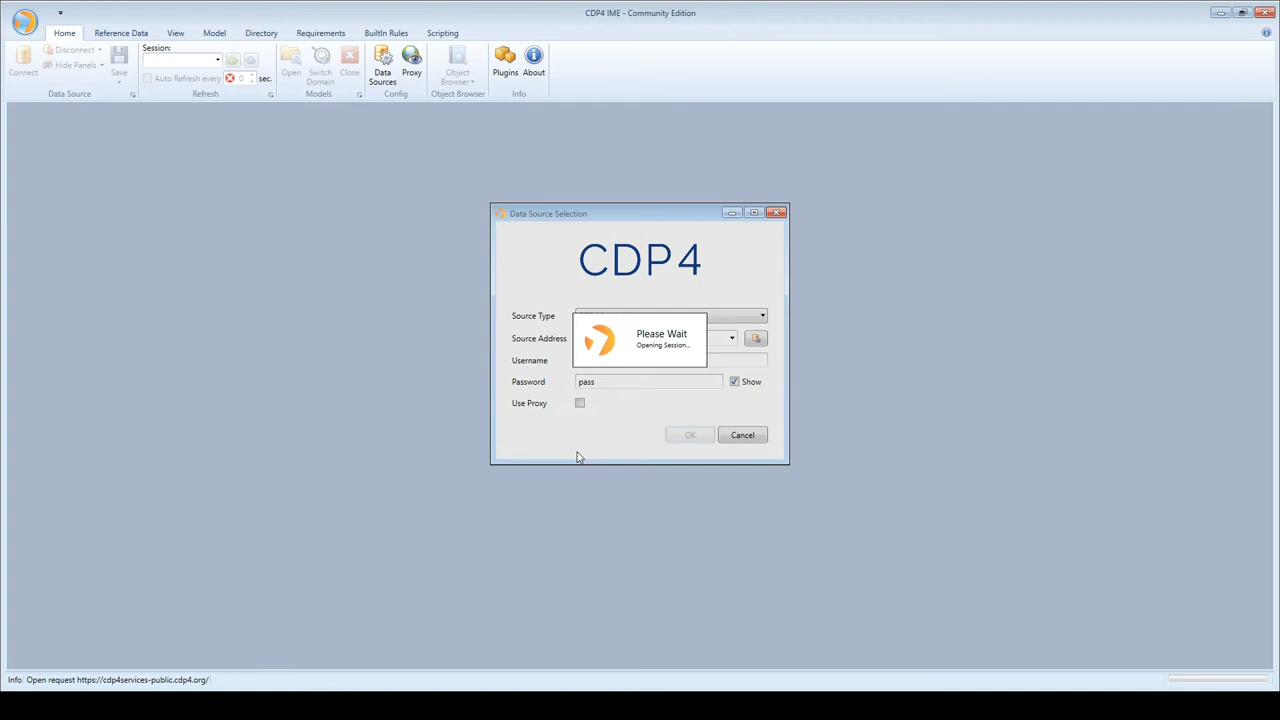 CDP4 IME - Community Edition
Home Reference Data View Model Directory Requirements BuiltIn Rules Scripting
Connect
Disconnect
Hide Panels
Save
Data Source
Session:
Auto Refresh every 0 sec.
Refresh
Open
Switch Domain
Close
Models
Data Sources
Proxy
Config
Object Browser
Object Browser
Plugins
About
Info
Data Source Selection
CDP4
Source Type
Source Address
Username
Password pass Show
Use Proxy
Please Wait
Opening Session...
OK Cancel
Info Open request https://cdp4services-public.cdp4.org/